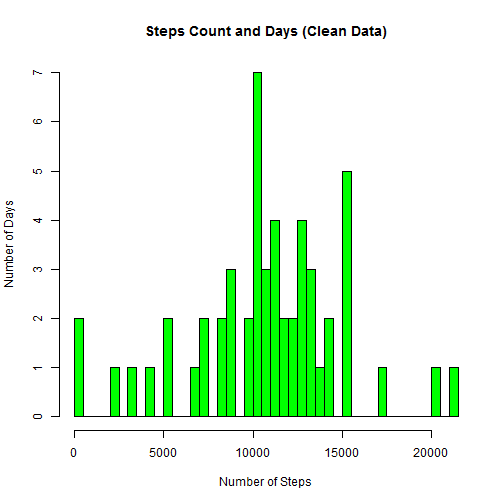 Steps Count and Days (Clean Data)
Number of Days
7
6
5
4
3
2
1
0
0 5000 10000 15000 20000
Number of Steps